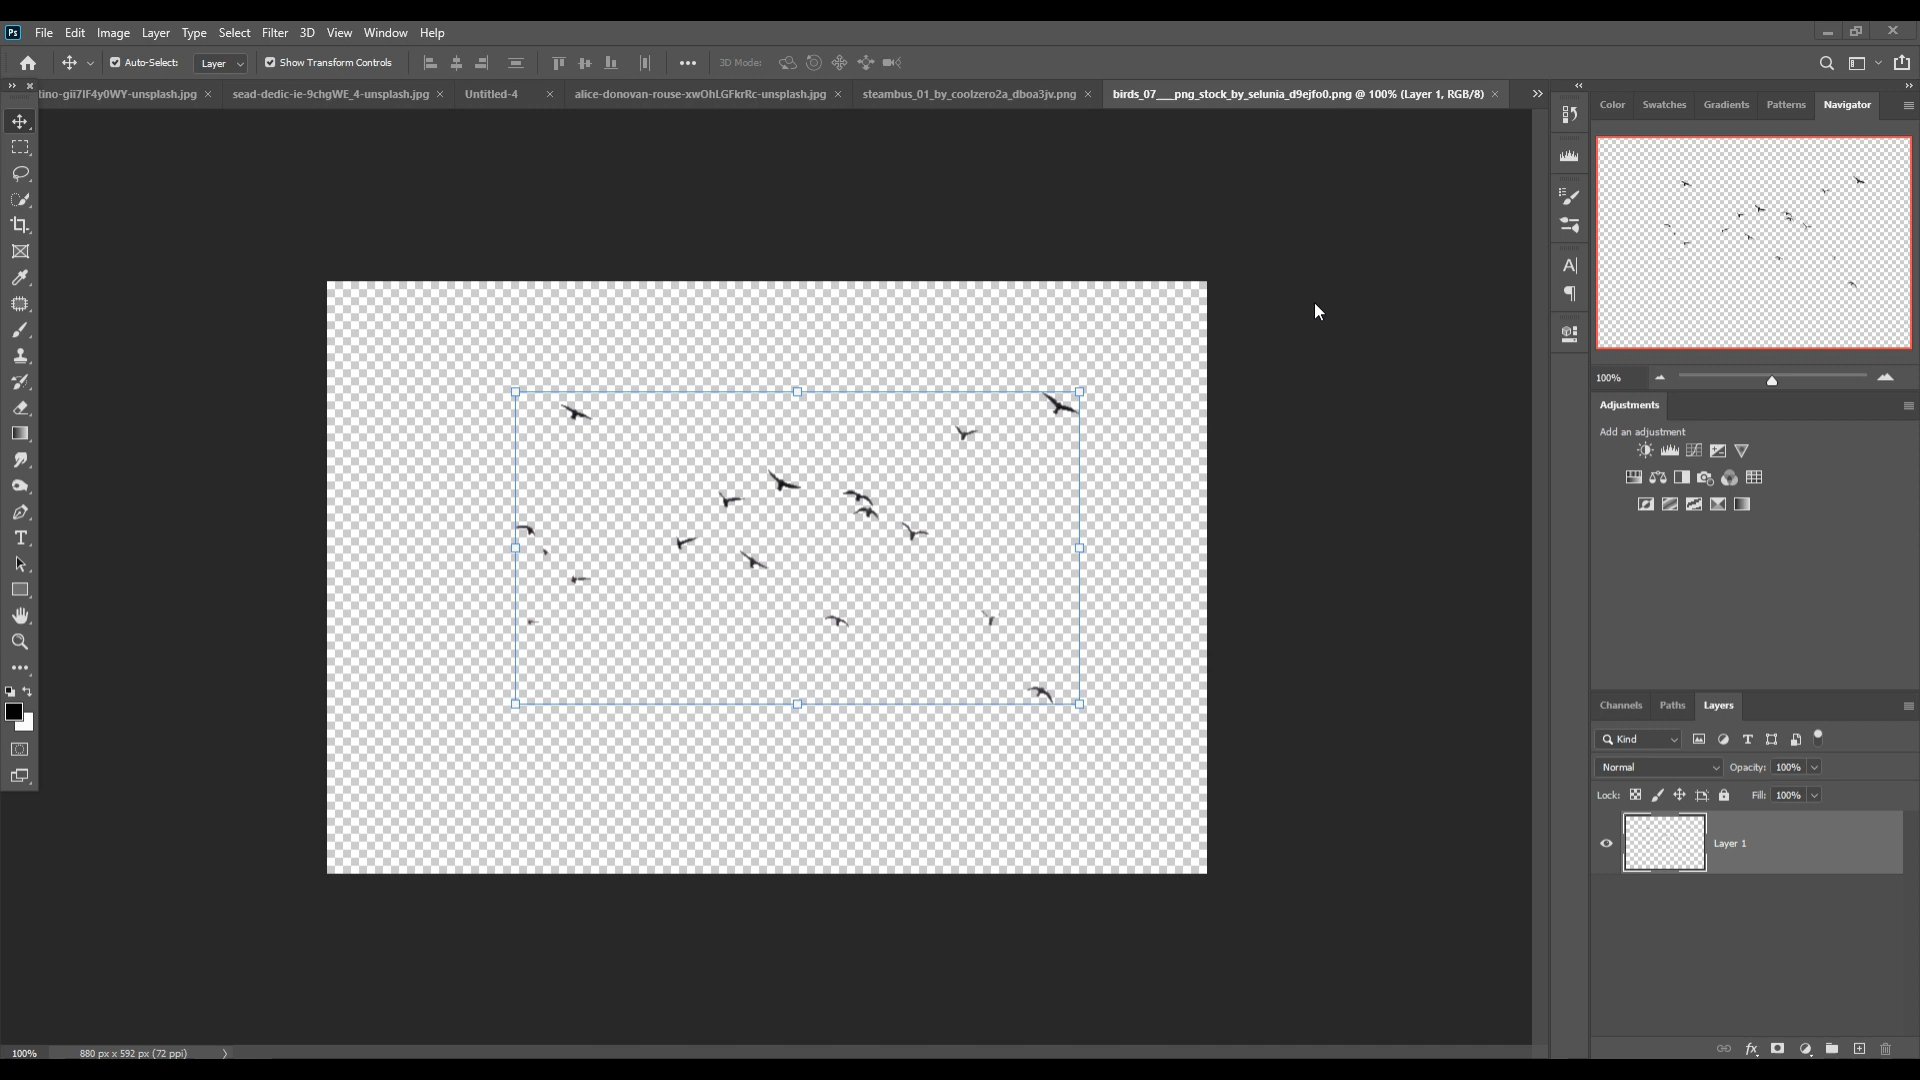 Ps File Edit Image Layer Type Select Filter 3D View Window Help
Auto-Select: Layer Show Transform Controls 3D Mode:
tino-gii7IF4y0WY-unsplash.jpg × sead-dedic-ie-9chgWE_4-unsplash.jpg × Untitled-4 × alice-donovan-rouse-xwOhLGFkrRc-unsplash.jpg × steambus_01_by_coolzero2a_dboa3jv.png × birds_07___png_stock_by_selunia_d9ejfo0.png @ 100% (Layer 1, RGB/8) ×
Color Swatches Gradients Patterns Navigator
100%
Adjustments
Add an adjustment
Channels Paths Layers
Kind
Normal Opacity: 100%
Lock: Fill: 100%
Layer 1
fx
100% 880 px x 592 px (72 ppi)